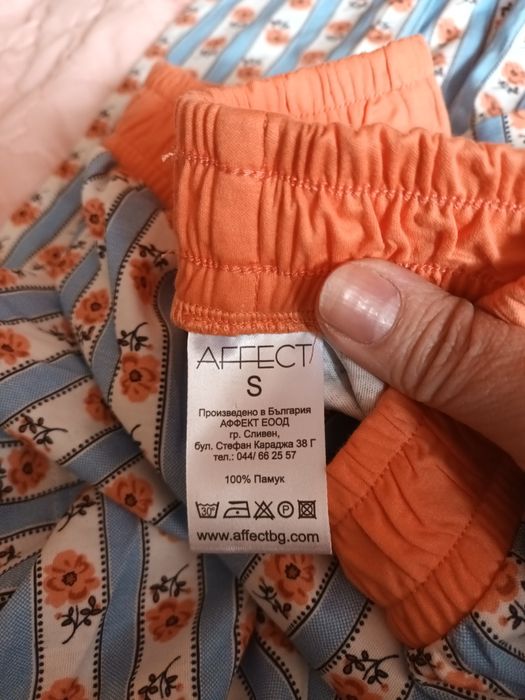 AFFECT
S
Произведено в България
АФФЕКТ ЕООД
гр. Сливен,
бул. Стефан Караджа 38 Г
тел.: 044/ 66 25 57
100% Памук
30°
P
www.affectbg.com